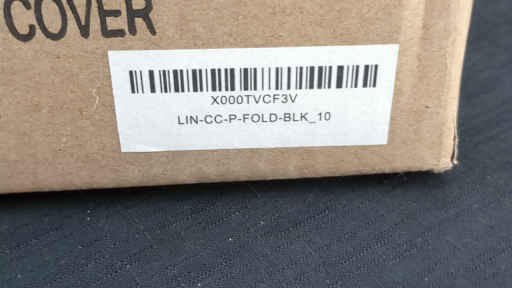 COVER
X000TVCF3V
LIN-CC-P-FOLD-BLK_10